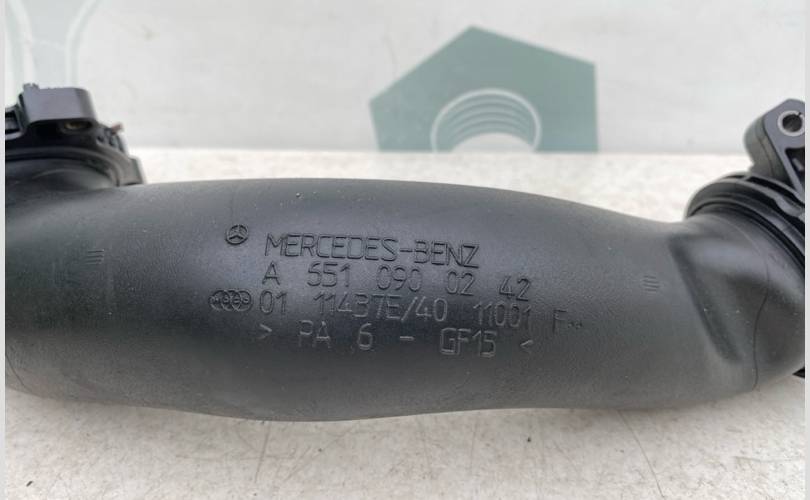 MERCEDES-BENZ
A 651 090 02 42
01 11437E/40 11001 F--
> PA 6 - GF15 <